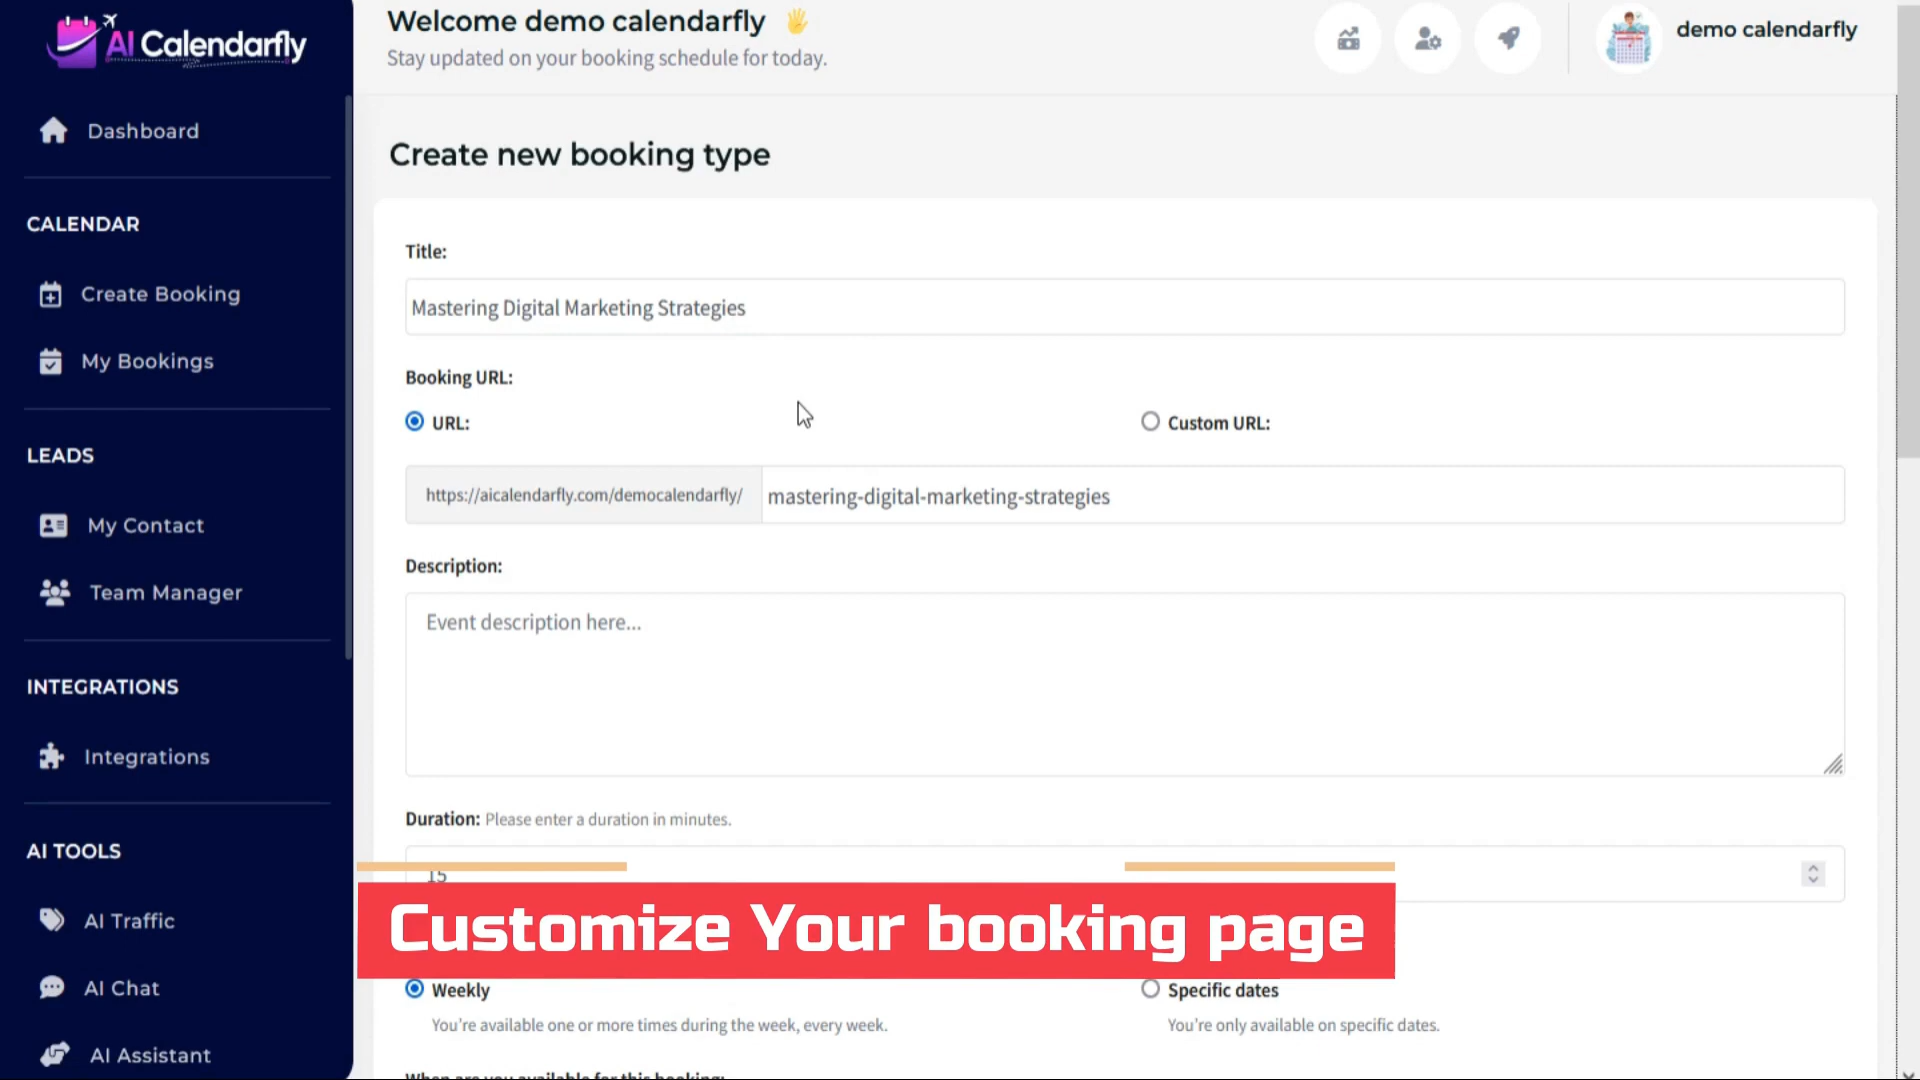 AI Calendarfly
Welcome demo calendarfly
Stay updated on your booking schedule for today.
demo calendarfly
Dashboard
CALENDAR
Create Booking
My Bookings
LEADS
My Contact
Team Manager
INTEGRATIONS
Integrations
AI TOOLS
AI Traffic
AI Chat
AI Assistant
Create new booking type
Title:
Mastering Digital Marketing Strategies
Booking URL:
URL:
Custom URL:
https://aicalendarfly.com/democalendarfly/
mastering-digital-marketing-strategies
Description:
Event description here...
Duration: Please enter a duration in minutes.
15
Customize Your booking page
Weekly
You're available one or more times during the week, every week.
Specific dates
You're only available on specific dates.
When are you available for this booking: